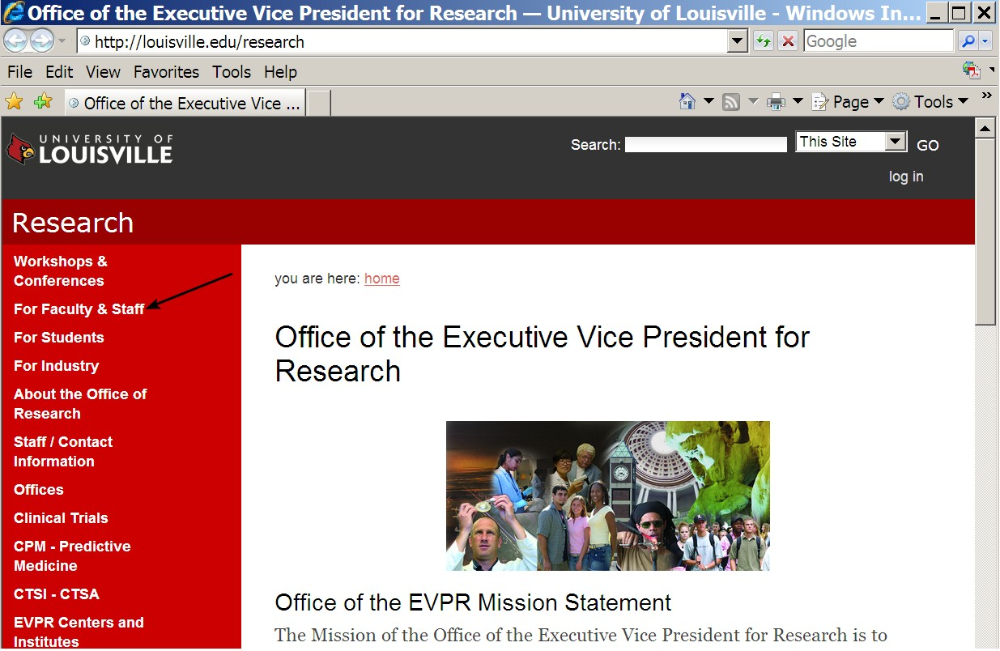 Office of the Executive Vice President for Research — University of Louisville - Windows In...
http://louisville.edu/research
Google
File Edit View Favorites Tools Help
Office of the Executive Vice ...
Page Tools »
UNIVERSITY OF
LOUISVILLE
Search: This Site GO
log in
Research
Workshops &
Conferences
For Faculty & Staff
For Students
For Industry
About the Office of
Research
Staff / Contact
Information
Offices
Clinical Trials
CPM - Predictive
Medicine
CTSI - CTSA
EVPR Centers and
Institutes
you are here: home
Office of the Executive Vice President for
Research
Office of the EVPR Mission Statement
The Mission of the Office of the Executive Vice President for Research is to